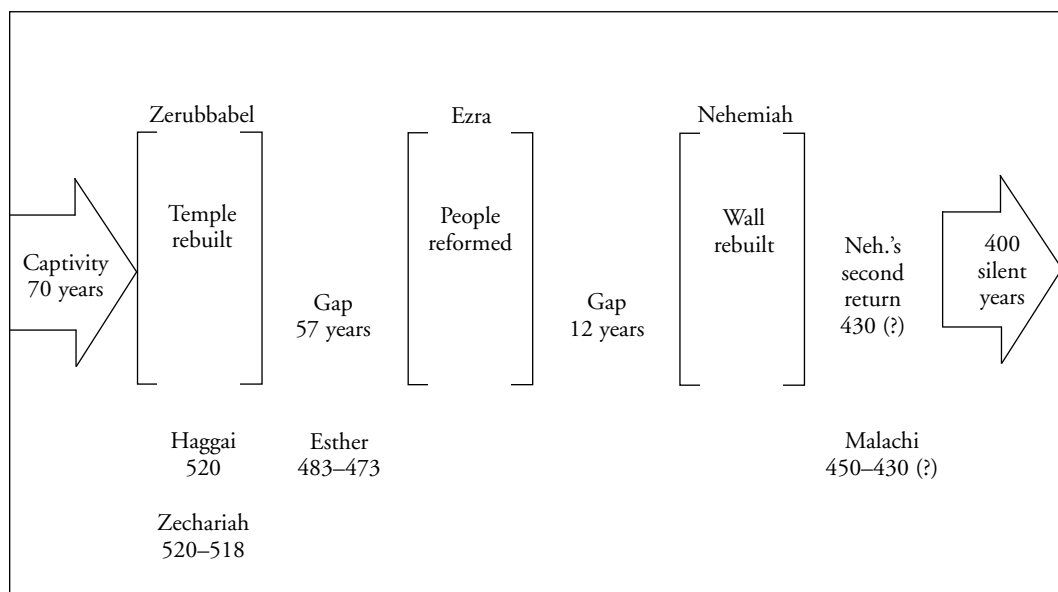 Zerubbabel
Ezra
Nehemiah
Captivity
70 years
Temple
rebuilt
Gap
57 years
People
reformed
Gap
12 years
Wall
rebuilt
Neh.'s
second
return
430 (?)
400
silent
years
Haggai
520
Zechariah
520–518
Esther
483–473
Malachi
450–430 (?)